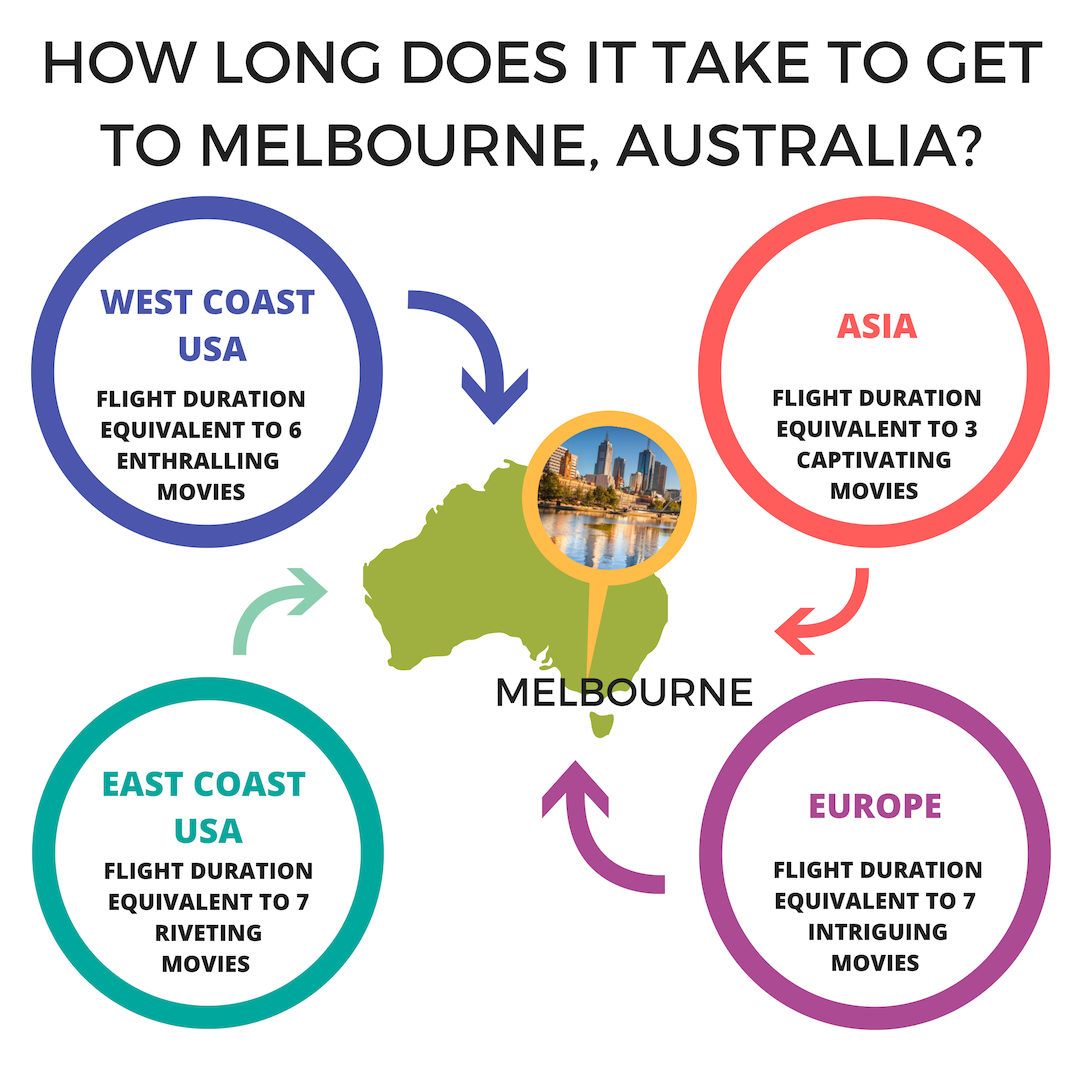 HOW LONG DOES IT TAKE TO GET
TO MELBOURNE, AUSTRALIA?
WEST COAST
USA
FLIGHT DURATION
EQUIVALENT TO 6
ENTHRALLING
MOVIES
ASIA
FLIGHT DURATION
EQUIVALENT TO 3
CAPTIVATING
MOVIES
MELBOURNE
EAST COAST
USA
FLIGHT DURATION
EQUIVALENT TO 7
RIVETING
MOVIES
EUROPE
FLIGHT DURATION
EQUIVALENT TO 7
INTRIGUING
MOVIES